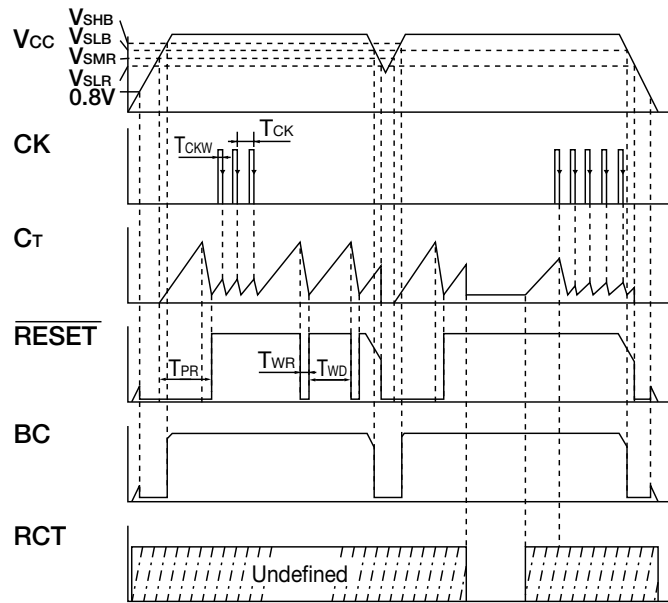 VSHB
VSLB
VCC
VSMR
VSLR
0.8V
CK
TCKW
TCK
CT
RESET
TPR
TWR
TWD
BC
RCT
Undefined